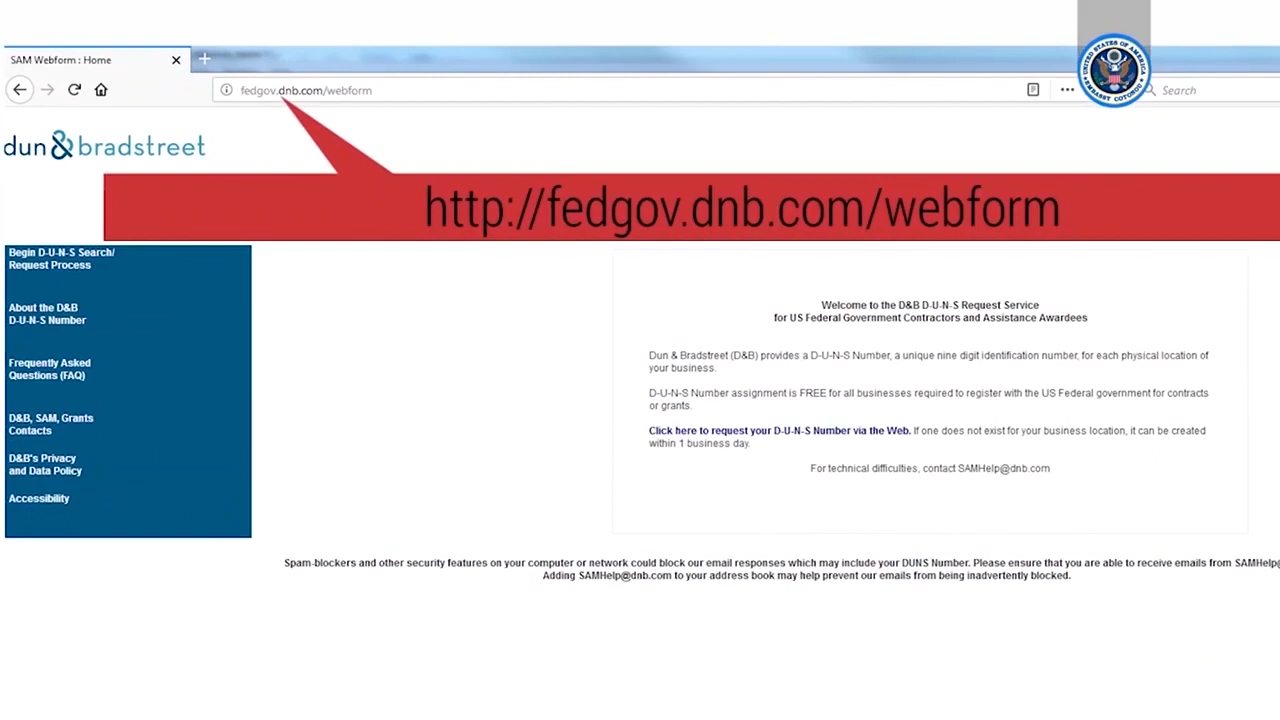 SAM Webform : Home
fedgov.dnb.com/webform
Search
UNITED STATES OF AMERICA
EMBASSY COTONOU
dun & bradstreet
http://fedgov.dnb.com/webform
Begin D-U-N-S Search/
Request Process
About the D&B
D-U-N-S Number
Frequently Asked
Questions (FAQ)
D&B, SAM, Grants
Contacts
D&B's Privacy
and Data Policy
Accessibility
Welcome to the D&B D-U-N-S Request Service
for US Federal Government Contractors and Assistance Awardees
Dun & Bradstreet (D&B) provides a D-U-N-S Number, a unique nine digit identification number, for each physical location of
your business.
D-U-N-S Number assignment is FREE for all businesses required to register with the US Federal government for contracts
or grants.
Click here to request your D-U-N-S Number via the Web. If one does not exist for your business location, it can be created
within 1 business day.
For technical difficulties, contact SAMHelp@dnb.com
Spam-blockers and other security features on your computer or network could block our email responses which may include your DUNS Number. Please ensure that you are able to receive emails from SAMHelp@
Adding SAMHelp@dnb.com to your address book may help prevent our emails from being inadvertently blocked.